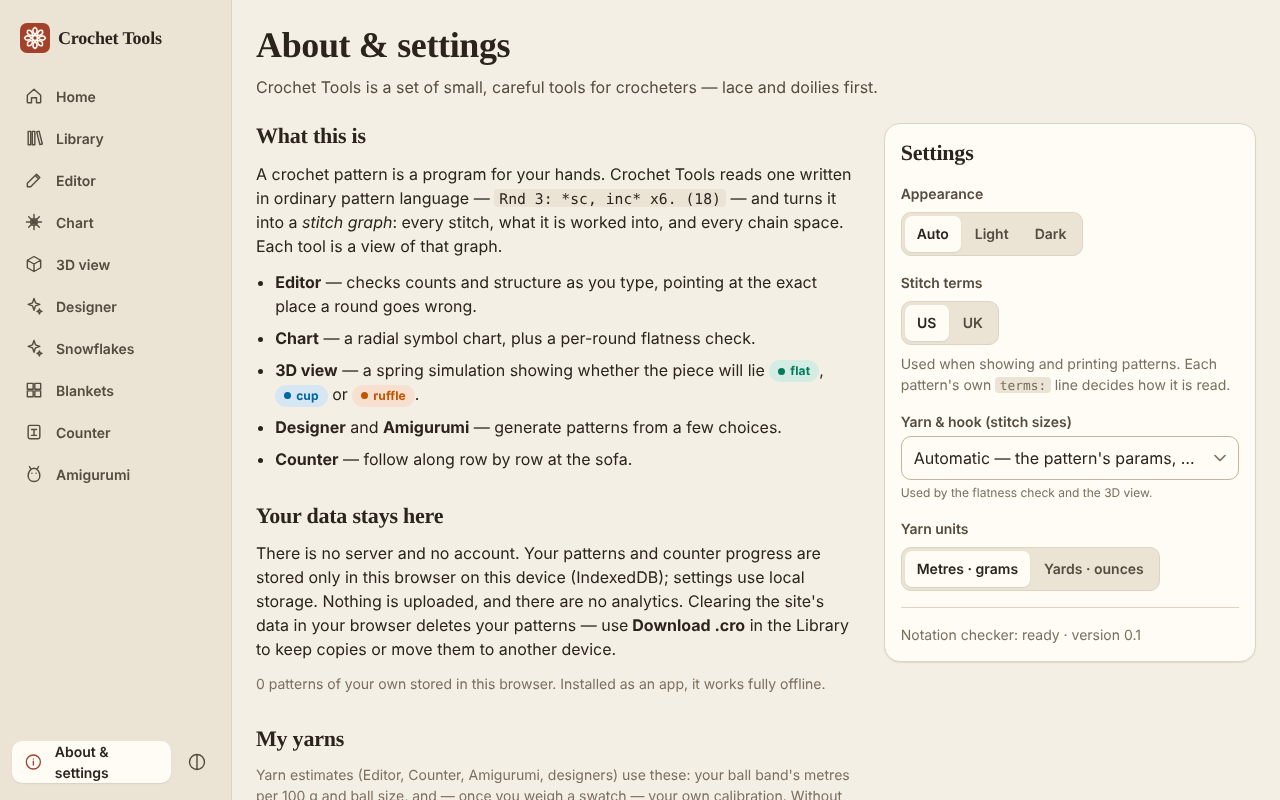 Crochet Tools
Home
Library
Editor
Chart
3D view
Designer
Snowflakes
Blankets
Counter
Amigurumi
About &
settings
About & settings
Crochet Tools is a set of small, careful tools for crocheters — lace and doilies first.
What this is
A crochet pattern is a program for your hands. Crochet Tools reads one written
in ordinary pattern language — Rnd 3: *sc, inc* x6. (18) — and turns it
into a stitch graph: every stitch, what it is worked into, and every chain space.
Each tool is a view of that graph.
• Editor — checks counts and structure as you type, pointing at the exact
place a round goes wrong.
• Chart — a radial symbol chart, plus a per-round flatness check.
• 3D view — a spring simulation showing whether the piece will lie • flat ,
• cup or • ruffle .
• Designer and Amigurumi — generate patterns from a few choices.
• Counter — follow along row by row at the sofa.
Your data stays here
There is no server and no account. Your patterns and counter progress are
stored only in this browser on this device (IndexedDB); settings use local
storage. Nothing is uploaded, and there are no analytics. Clearing the site's
data in your browser deletes your patterns — use Download .cro in the Library
to keep copies or move them to another device.
0 patterns of your own stored in this browser. Installed as an app, it works fully offline.
My yarns
Yarn estimates (Editor, Counter, Amigurumi, designers) use these: your ball band's metres
per 100 g and ball size, and — once you weigh a swatch — your own calibration. Without
Settings
Appearance
Auto Light Dark
Stitch terms
US UK
Used when showing and printing patterns. Each
pattern's own terms: line decides how it is read.
Yarn & hook (stitch sizes)
Automatic — the pattern's params, ...
Used by the flatness check and the 3D view.
Yarn units
Metres · grams Yards · ounces
Notation checker: ready · version 0.1